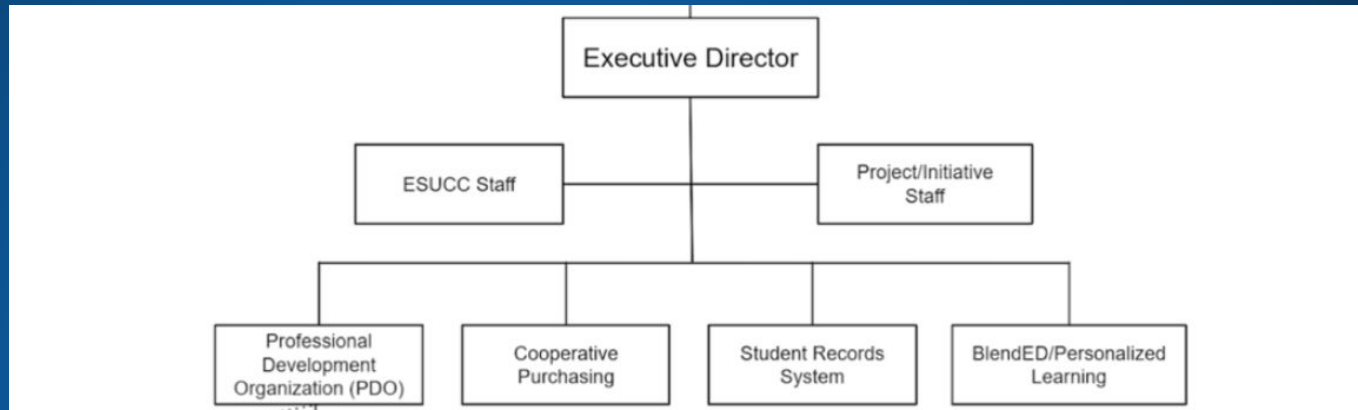 Executive Director
ESUCC Staff
Project/Initiative
Staff
Professional
Development
Organization (PDO)
Cooperative
Purchasing
Student Records
System
BlendED/Personalized
Learning